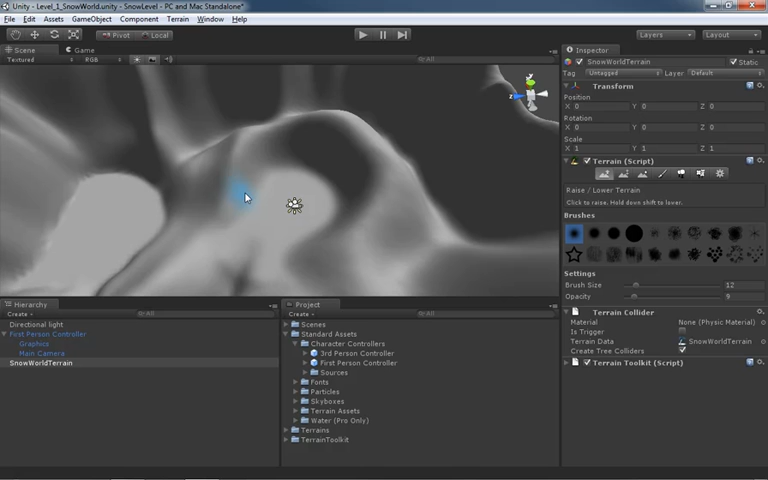 Unity - Level_1_SnowWorld.unity - SnowLevel - PC and Mac Standalone*
File Edit Assets GameObject Component Terrain Window Help
Pivot Local Layers Layout
Scene Game
Textured RGB All
Inspector
SnowWorldTerrain Static
Tag Untagged Layer Default
Transform
Position
X 0 Y 0 Z 0
Rotation
X 0 Y 0 Z 0
Scale
X 1 Y 1 Z 1
Terrain (Script)
Raise / Lower Terrain
Click to raise. Hold down shift to lower.
Brushes
Settings
Brush Size 12
Opacity 9
Terrain Collider
Material None (Physic Material)
Is Trigger
Terrain Data SnowWorldTerrain
Create Tree Colliders
Terrain Toolkit (Script)
Hierarchy
Create All
Directional light
First Person Controller
Graphics
Main Camera
SnowWorldTerrain
Project
Create All
Scenes
Standard Assets
Character Controllers
3rd Person Controller
First Person Controller
Sources
Fonts
Particles
Skyboxes
Terrain Assets
Water (Pro Only)
Terrains
TerrainToolkit